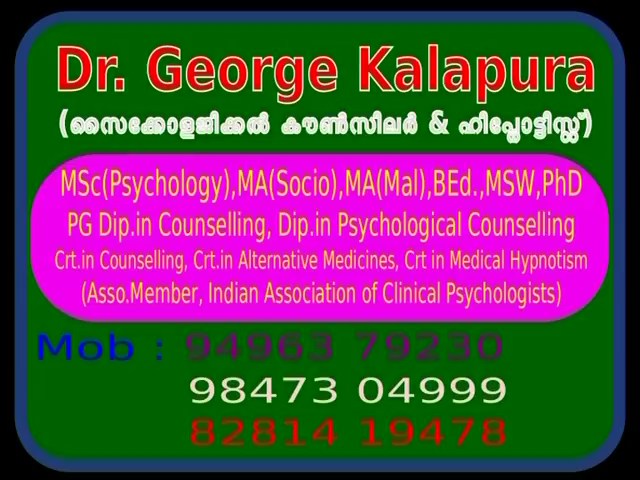 Dr. George Kalapura
(സൈക്കോളജിക്കൽ കൗൺസിലർ & ഹിപ്നോട്ടിസ്റ്റ്)
MSc(Psychology),MA(Socio),MA(Mal),BEd.,MSW,PhD
PG Dip.in Counselling, Dip.in Psychological Counselling
Crt.in Counselling, Crt.in Alternative Medicines, Crt in Medical Hypnotism
(Asso.Member, Indian Association of Clinical Psychologists)
Mob : 94963 79230
98473 04999
82814 19478